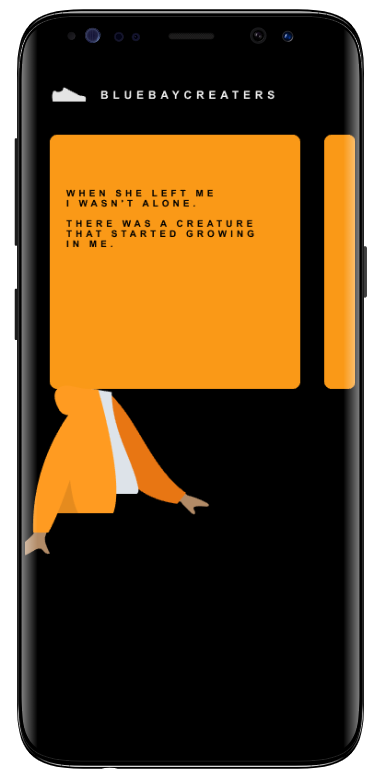 BLUEBAYCREATERS
WHEN SHE LEFT ME
I WASN'T ALONE.
THERE WAS A CREATURE
THAT STARTED GROWING
IN ME.